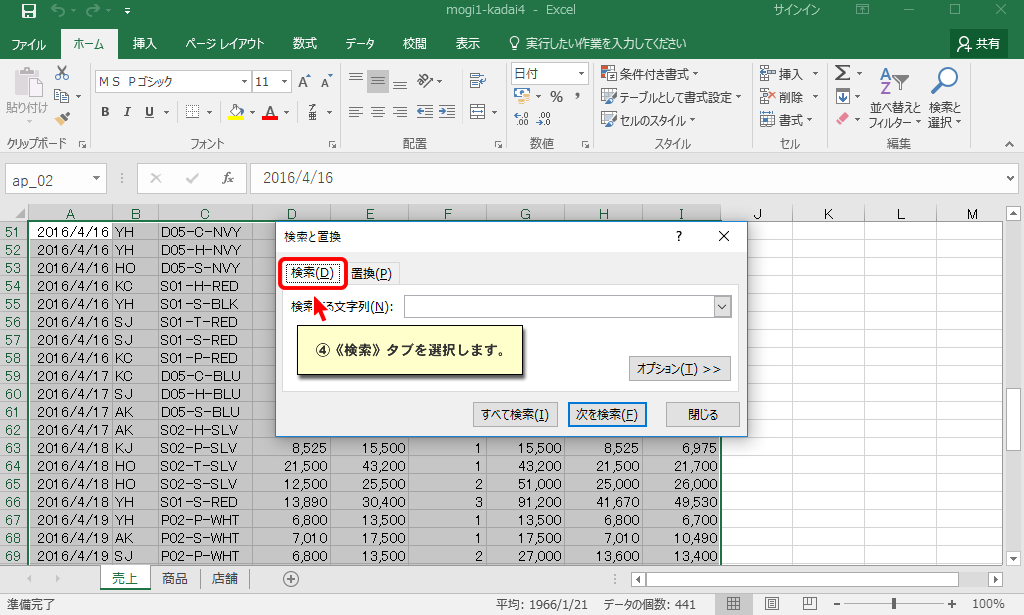 mogi1-kadai4 - Excel
サインイン
ファイル ホーム 挿入 ページ レイアウト 数式 データ 校閲 表示 実行したい作業を入力してください 共有
貼り付け
ＭＳ Ｐゴシック 11
B I U
日付
条件付き書式
テーブルとして書式設定
セルのスタイル
挿入
削除
書式
並べ替えと
フィルター
検索と
選択
クリップボード フォント 配置 数値 スタイル セル 編集
ap_02 fx 2016/4/16
A B C D E F G H I J K L M
51 2016/4/16 YH D05-C-NVY
52 2016/4/16 YH D05-H-NVY
53 2016/4/16 HO D05-S-NVY
54 2016/4/16 KC S01-H-RED
55 2016/4/16 YH S01-S-BLK
56 2016/4/16 SJ S01-T-RED
57 2016/4/16 SJ S01-S-RED
58 2016/4/16 KC S01-P-RED
59 2016/4/17 KC D05-C-BLU
60 2016/4/17 SJ D05-H-BLU
61 2016/4/17 AK D05-S-BLU
62 2016/4/17 AK S02-H-SLV
63 2016/4/18 KJ S02-P-SLV 8,525 15,500 1 15,500 8,525 6,975
64 2016/4/18 HO S02-T-SLV 21,500 43,200 1 43,200 21,500 21,700
65 2016/4/18 HO S02-S-SLV 12,500 25,500 2 51,000 25,000 26,000
66 2016/4/18 YH S01-S-RED 13,890 30,400 3 91,200 41,670 49,530
67 2016/4/19 YH P02-P-WHT 6,800 13,500 1 13,500 6,800 6,700
68 2016/4/19 AK P02-S-WHT 7,010 17,500 1 17,500 7,010 10,490
69 2016/4/19 SJ P02-P-WHT 6,800 13,500 2 27,000 13,600 13,400
検索と置換 ?
検索(D) 置換(P)
検索 る文字列(N):
④《検索》タブを選択します。
オプション(T) >>
すべて検索(I) 次を検索(F) 閉じる
売上 商品 店舗
準備完了 平均: 1966/1/21 データの個数: 441 100%